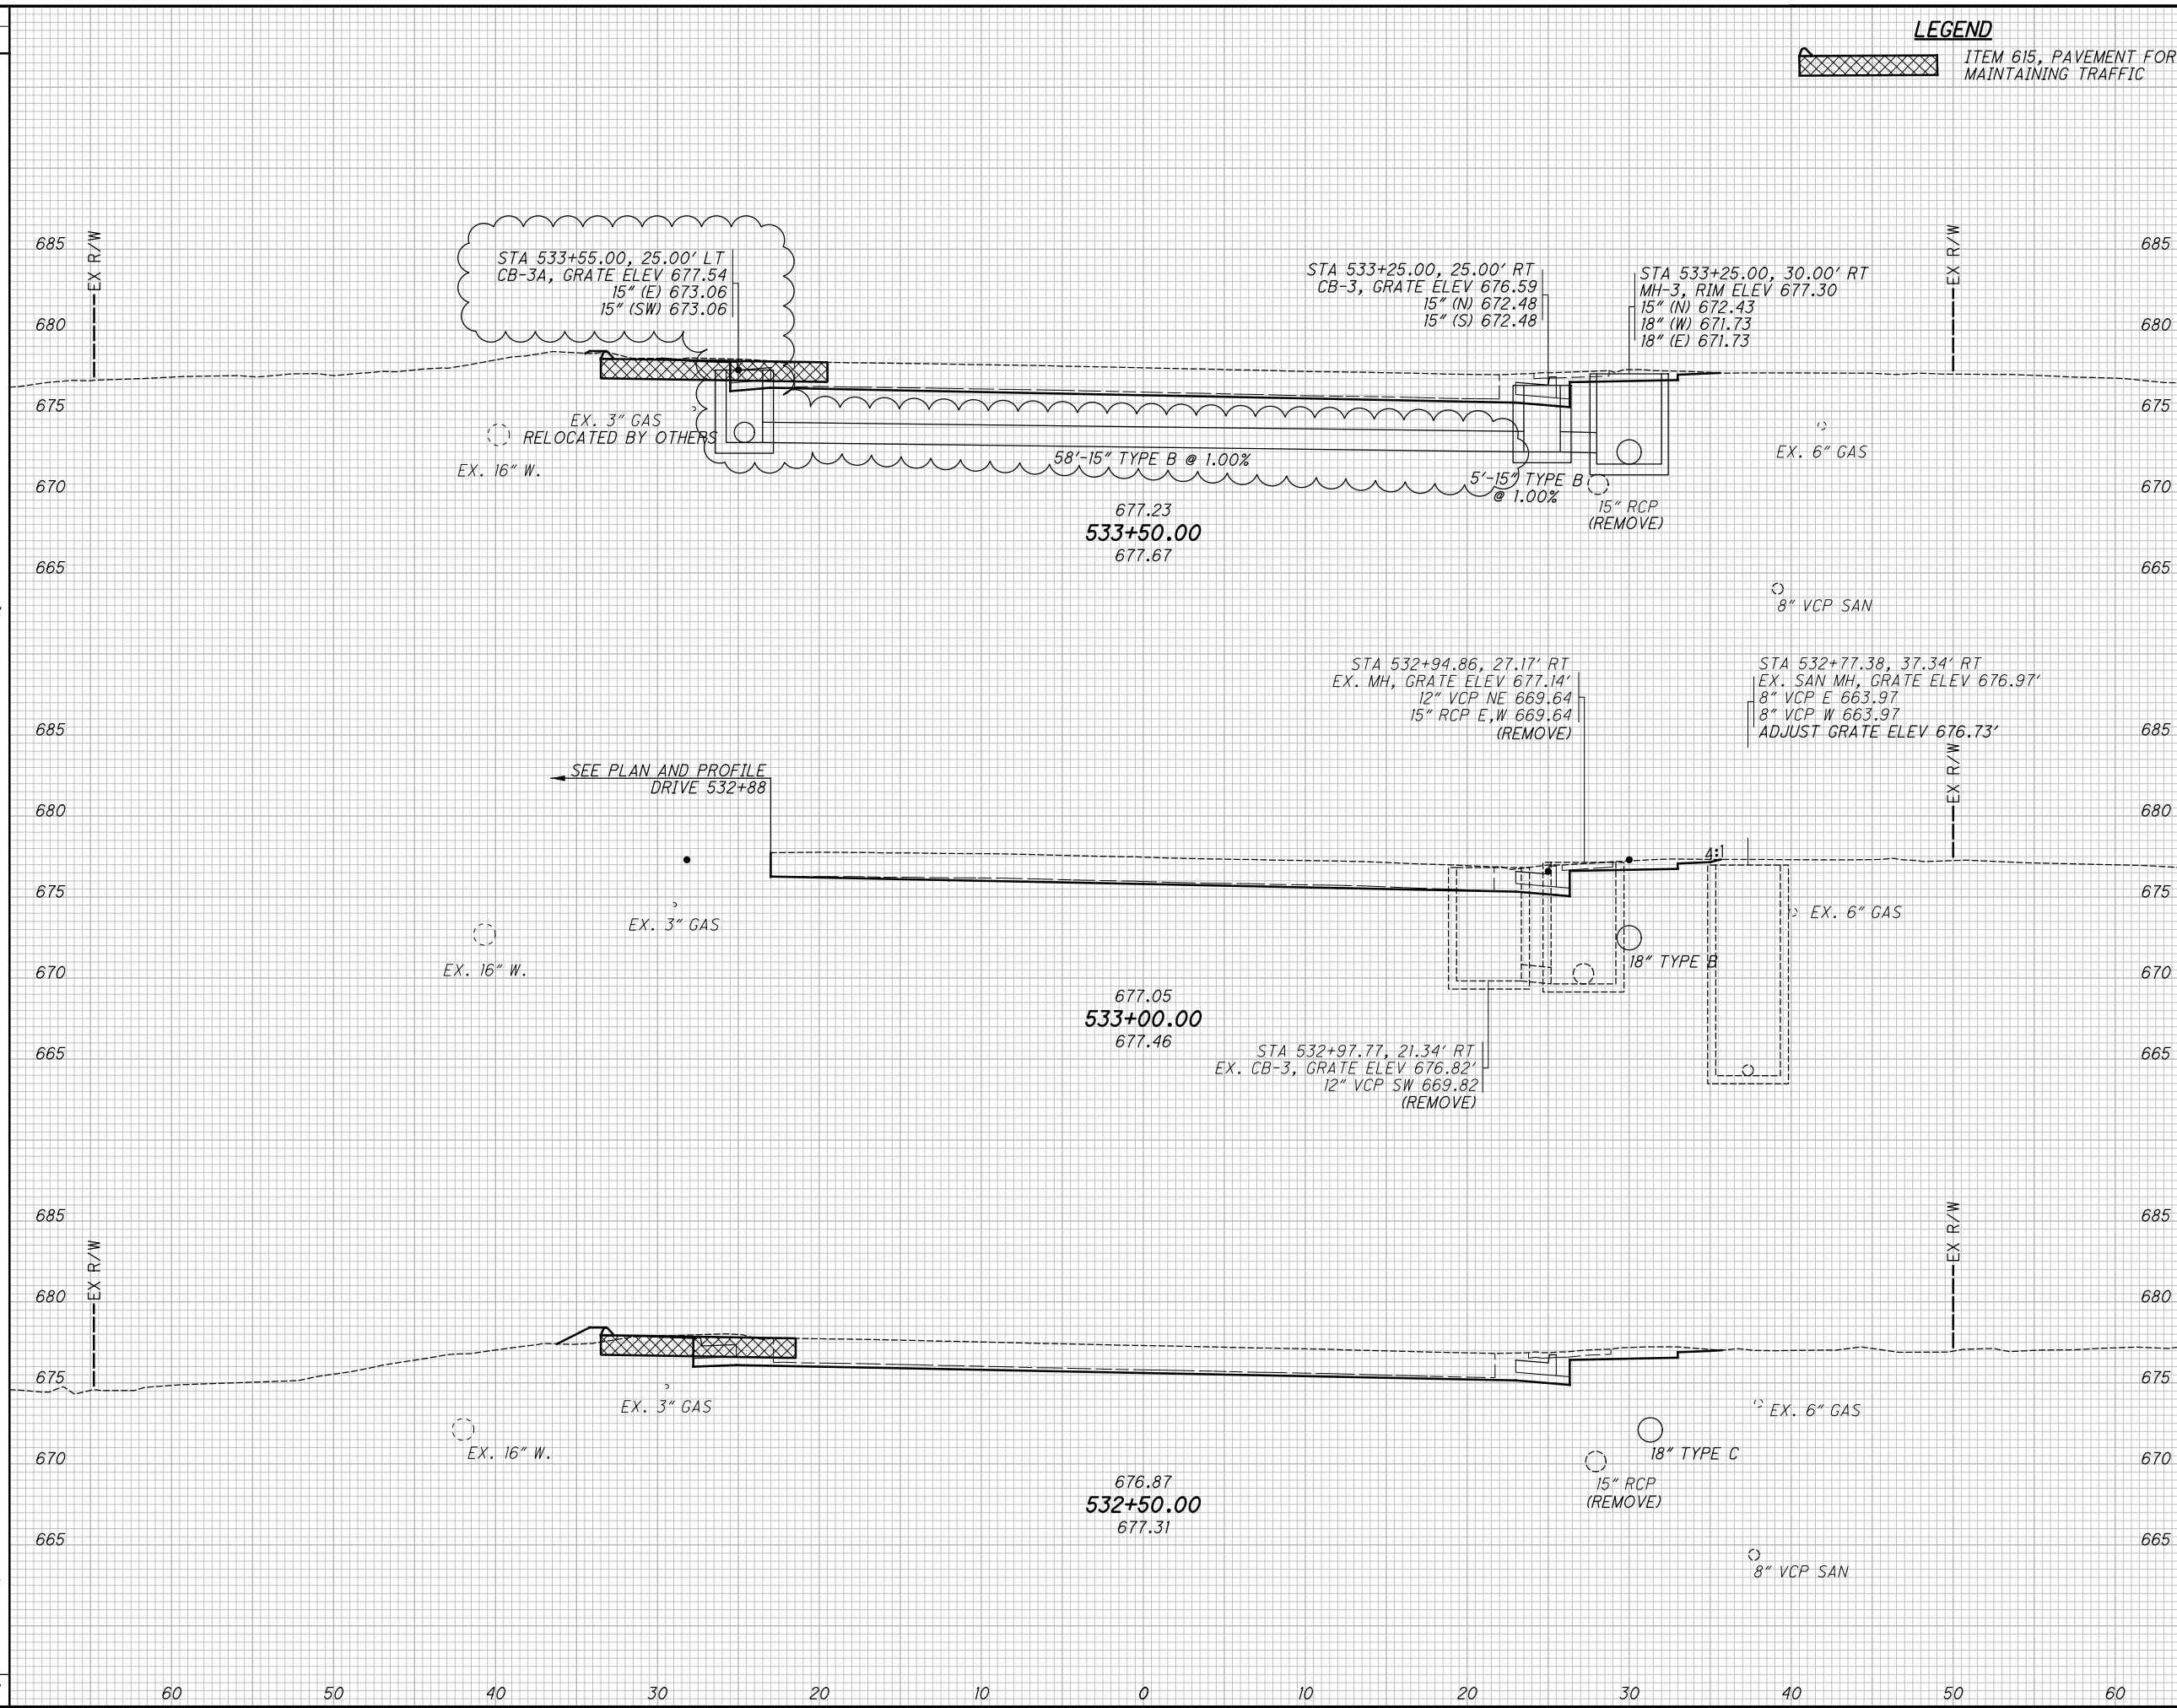 LEGEND
ITEM 615, PAVEMENT FOR
MAINTAINING TRAFFIC
685
EX R/W
STA 533+55.00, 25.00' LT
CB-3A, GRATE ELEV 677.54
15" (E) 673.06
15" (SW) 673.06
STA 533+25.00, 25.00' RT
CB-3, GRATE ELEV 676.59
15" (N) 672.48
15" (S) 672.48
STA 533+25.00, 30.00' RT
MH-3, RIM ELEV 677.30
15" (N) 672.43
18" (W) 671.73
18" (E) 671.73
EX R/W
685
680
680
675
675
EX. 3" GAS
RELOCATED BY OTHERS
EX. 16" W.
58'-15" TYPE B @ 1.00%
5'-15" TYPE B
@ 1.00%
EX. 6" GAS
670
670
15" RCP
(REMOVE)
677.23
533+50.00
677.67
665
665
8" VCP SAN
STA 532+94.86, 27.17' RT
EX. MH, GRATE ELEV 677.14'
12" VCP NE 669.64
15" RCP E,W 669.64
(REMOVE)
STA 532+77.38, 37.34' RT
EX. SAN MH, GRATE ELEV 676.97'
8" VCP E 663.97
8" VCP W 663.97
ADJUST GRATE ELEV 676.73'
685
685
EX R/W
SEE PLAN AND PROFILE
DRIVE 532+88
680
680
4:1
675
675
EX. 3" GAS
EX. 6" GAS
EX. 16" W.
18" TYPE B
670
670
677.05
533+00.00
677.46
665
665
STA 532+97.77, 21.34' RT
EX. CB-3, GRATE ELEV 676.82'
12" VCP SW 669.82
(REMOVE)
685
685
EX R/W
EX R/W
680
680
675
675
EX. 3" GAS
EX. 6" GAS
EX. 16" W.
18" TYPE C
670
670
15" RCP
(REMOVE)
676.87
532+50.00
677.31
665
665
8" VCP SAN
60 50 40 30 20 10 0 10 20 30 40 50 60